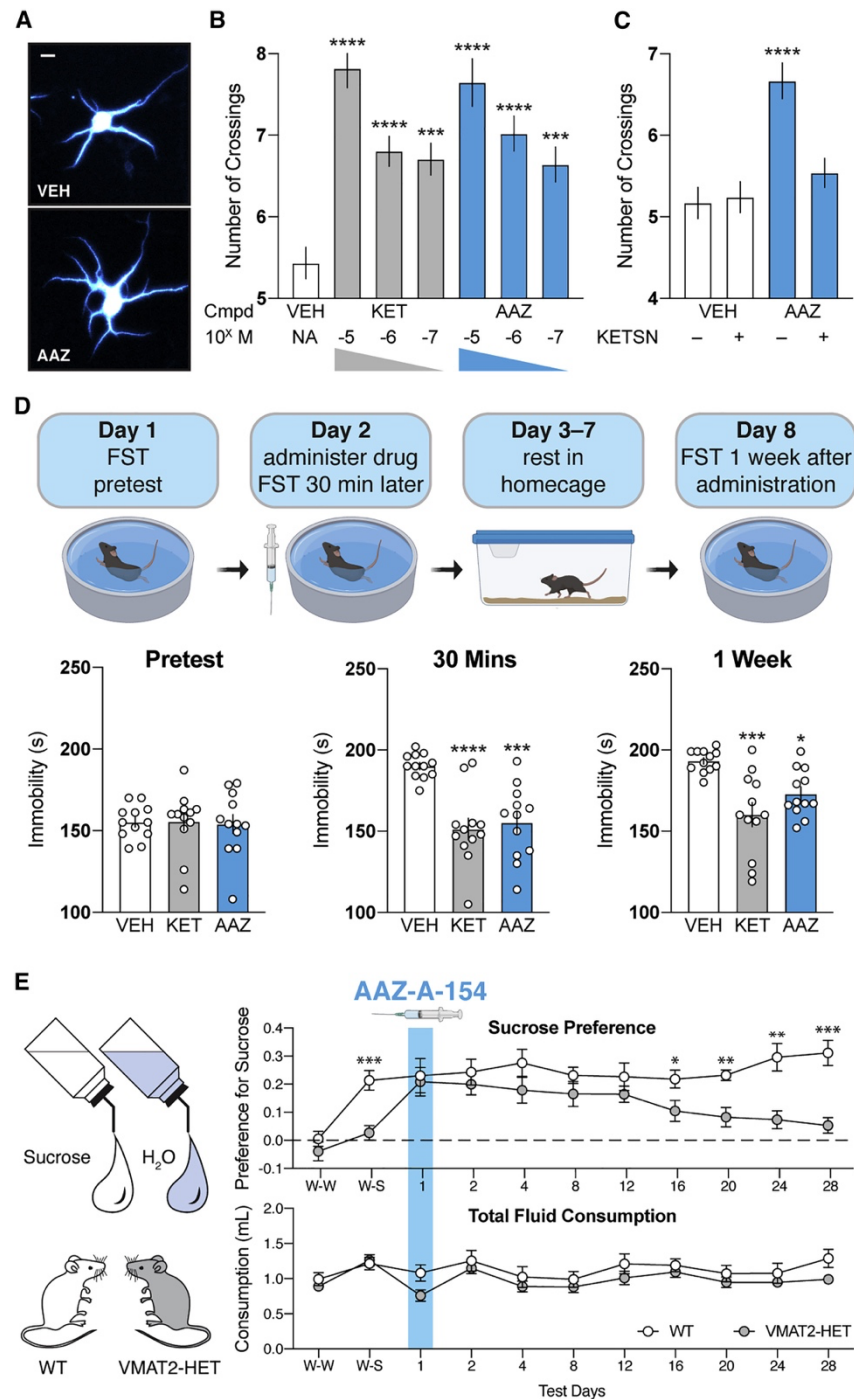 A
VEH
AAZ
B
Number of Crossings
8
7
6
5
****
****
***
****
****
***
Cmpd VEH KET AAZ
10ˣ M NA -5 -6 -7 -5 -6 -7
C
Number of Crossings
7
6
5
4
****
VEH AAZ
KETSN – + – +
D
Day 1
FST
pretest
Day 2
administer drug
FST 30 min later
Day 3–7
rest in
homecage
Day 8
FST 1 week after
administration
Pretest
Immobility (s)
250
200
150
100
VEH KET AAZ
30 Mins
Immobility (s)
250
200
150
100
**** ***
VEH KET AAZ
1 Week
Immobility (s)
250
200
150
100
*** *
VEH KET AAZ
E
Sucrose
H₂O
WT
VMAT2-HET
AAZ-A-154
Sucrose Preference
Preference for Sucrose
0.4
0.3
0.2
0.1
0.0
-0.1
*** * ** ** ***
W-W W-S 1 2 4 8 12 16 20 24 28
Total Fluid Consumption
Consumption (mL)
2.0
1.5
1.0
0.5
0.0
WT VMAT2-HET
W-W W-S 1 2 4 8 12 16 20 24 28
Test Days